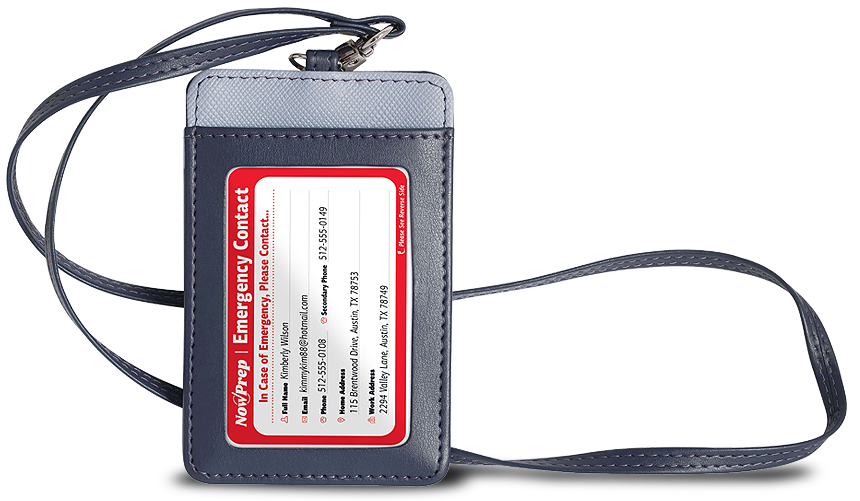 NowPrep | Emergency Contact
In Case of Emergency, Please Contact...
Full Name Kimberly Wilson
Email kimmykim88@hotmail.com
Phone 512-555-0108 Secondary Phone 512-555-0149
Home Address
115 Brentwood Drive, Austin, TX 78753
Work Address
2294 Valley Lane, Austin, TX 78749
Please See Reverse Side